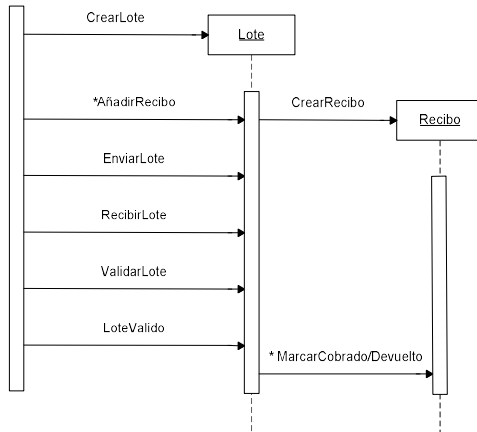 CrearLote
Lote
*AñadirRecibo
CrearRecibo
Recibo
EnviarLote
RecibirLote
ValidarLote
LoteValido
* MarcarCobrado/Devuelto